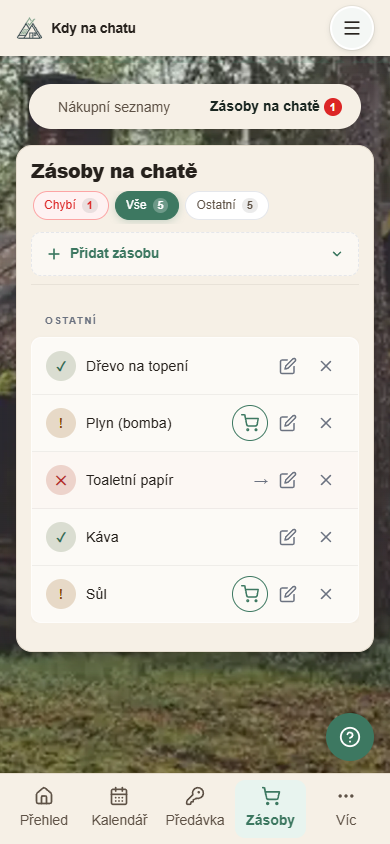 Kdy na chatu
Nákupní seznamy
Zásoby na chatě 1
Zásoby na chatě
Chybí 1
Vše 5
Ostatní 5
+ Přidat zásobu
OSTATNÍ
✓ Dřevo na topení
! Plyn (bomba)
× Toaletní papír →
✓ Káva
! Sůl
?
Přehled
Kalendář
Předávka
Zásoby
Víc